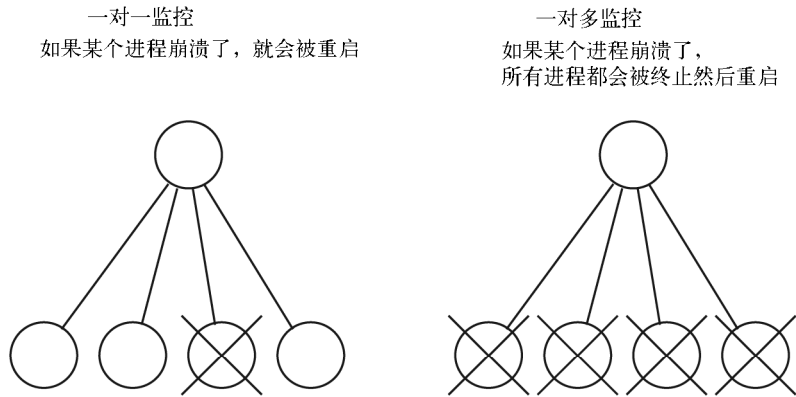 一对一监控
如果某个进程崩溃了，就会被重启
一对多监控
如果某个进程崩溃了，
所有进程都会被终止然后重启